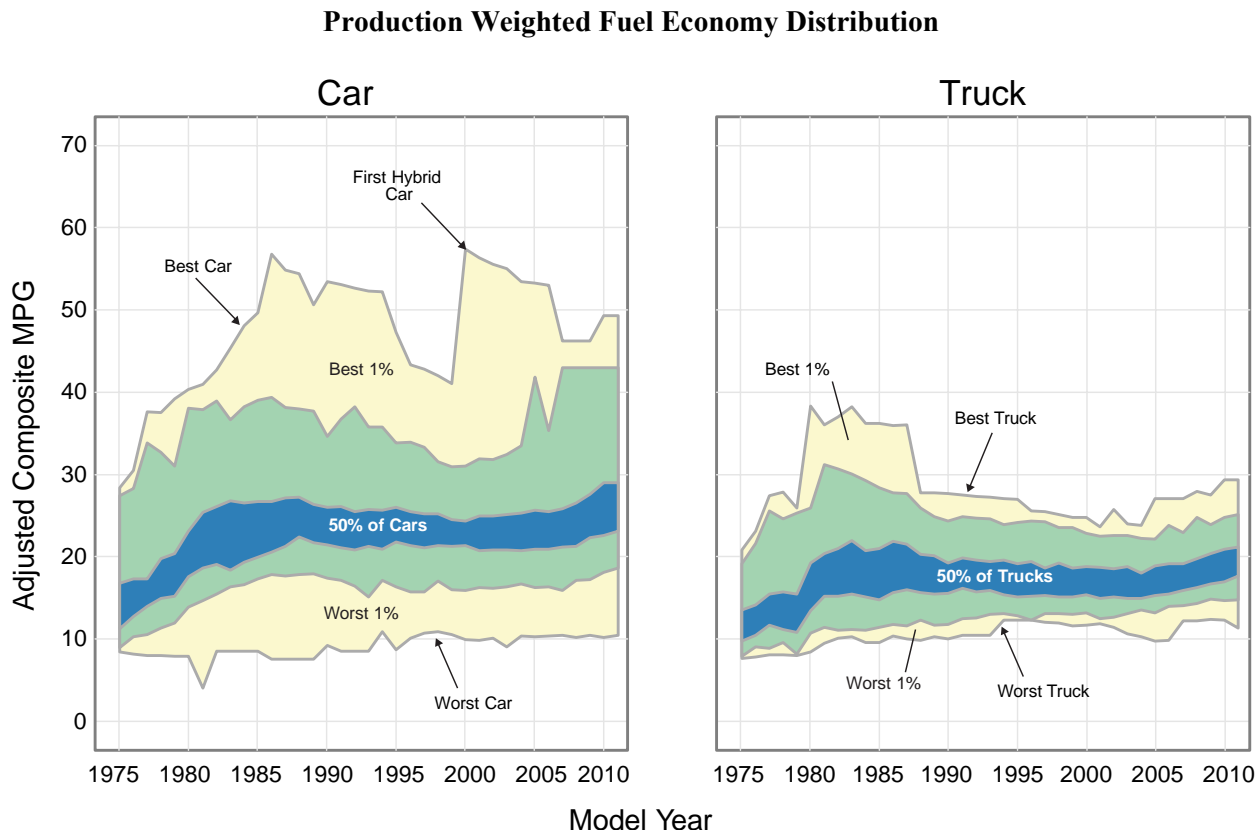 Production Weighted Fuel Economy Distribution
Car
Truck
Adjusted Composite MPG
70
60
50
40
30
20
10
0
First Hybrid
Car
Best Car
Best 1%
50% of Cars
Worst 1%
Worst Car
1975 1980 1985 1990 1995 2000 2005 2010
Best 1%
Best Truck
50% of Trucks
Worst 1%
Worst Truck
1975 1980 1985 1990 1995 2000 2005 2010
Model Year